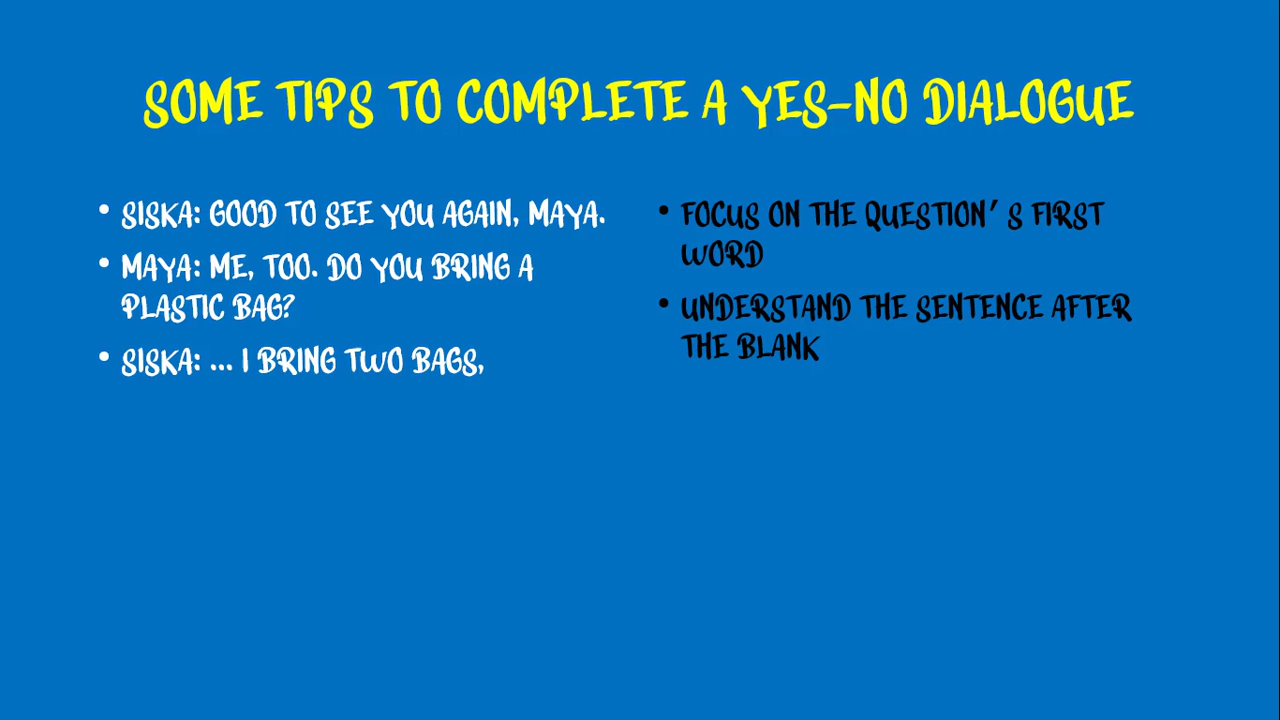 SOME TIPS TO COMPLETE A YES-NO DIALOGUE
• SISKA: GOOD TO SEE YOU AGAIN, MAYA.
• MAYA: ME, TOO. DO YOU BRING A
PLASTIC BAG?
• SISKA: ... I BRING TWO BAGS,
• FOCUS ON THE QUESTION’ S FIRST
WORD
• UNDERSTAND THE SENTENCE AFTER
THE BLANK